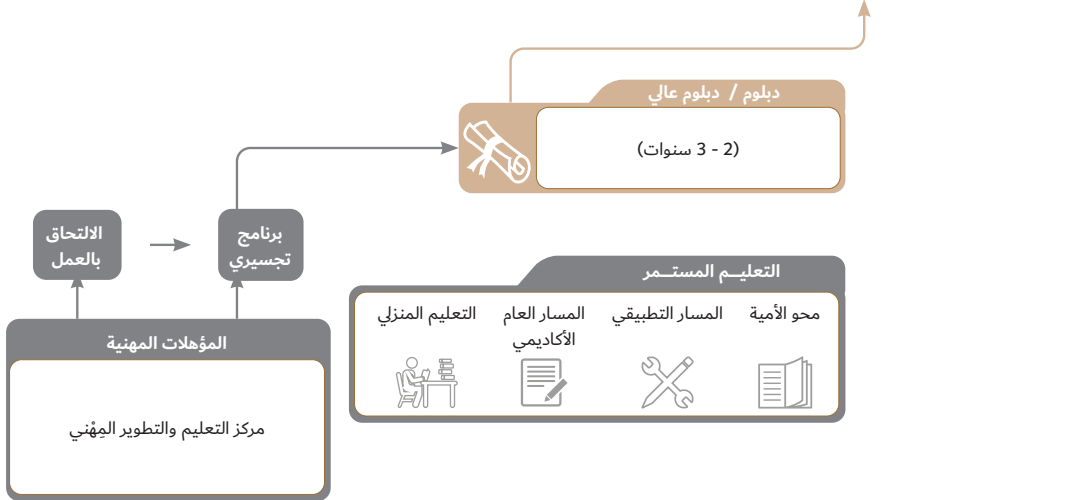 دبلوم / دبلوم عالي
(2 - 3 سنوات)
برنامج
تجسيري
الالتحاق
بالعمل
التعليــم المستــمر
محو الأمية
المسار التطبيقي
المسار العام
الأكاديمي
التعليم المنزلي
المؤهلات المهنية
مركز التعليم والتطوير المِهْني